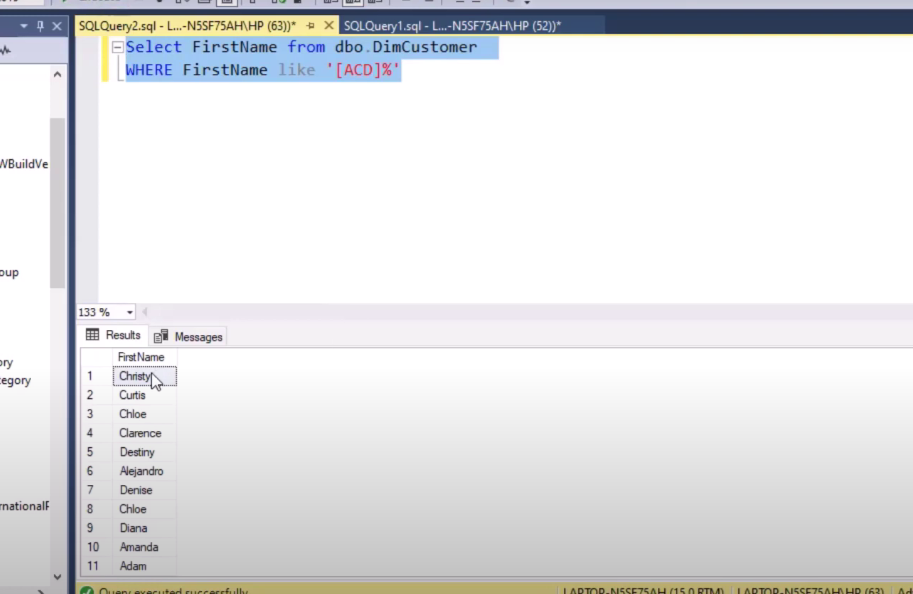 SQLQuery2.sql - L...-N5SF75AH\HP (63))*
SQLQuery1.sql - L...-N5SF75AH\HP (52))*
Select FirstName from dbo.DimCustomer
WHERE FirstName like '[ACD]%'
WBuildVe
oup
ory
tegory
rnationalP
133 %
Results
Messages
FirstName
1 Christy
2 Curtis
3 Chloe
4 Clarence
5 Destiny
6 Alejandro
7 Denise
8 Chloe
9 Diana
10 Amanda
11 Adam
Query executed successfully
LAPTOP-N5SF75AH (15.0 RTM)
LAPTOP-N5SF75AH\HP (63)
Ad